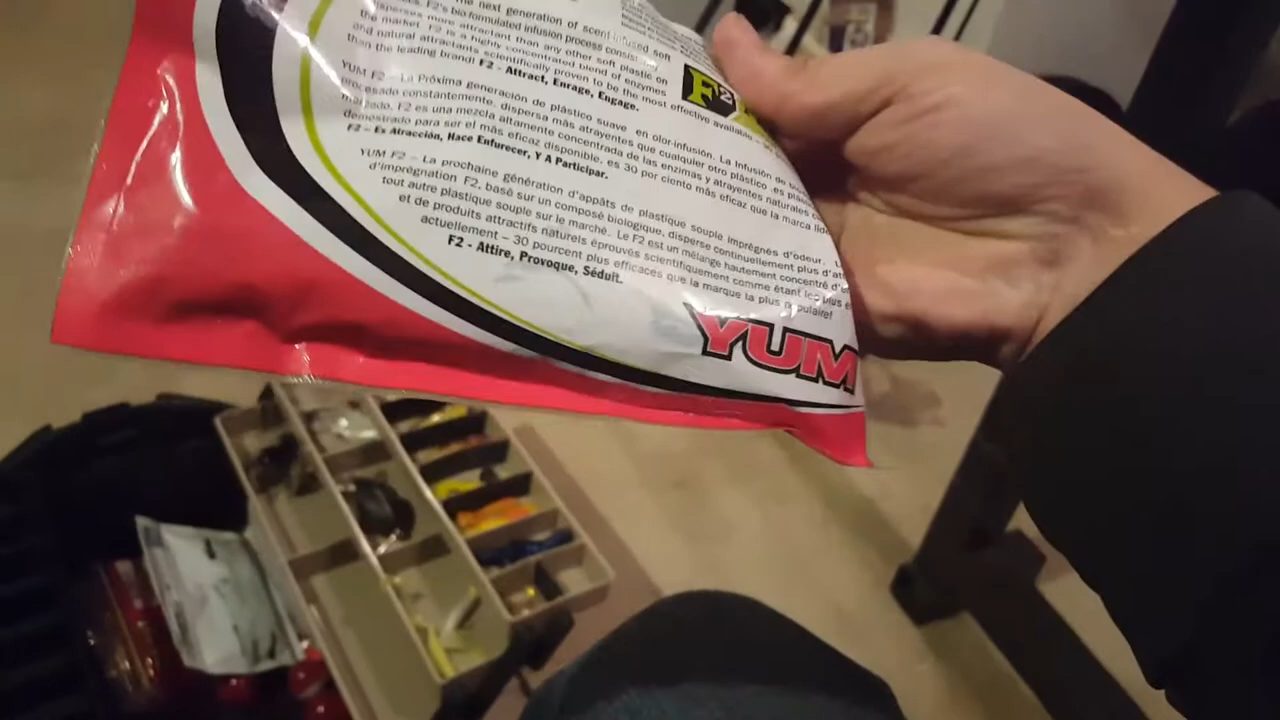 he next generation of scent-infused soft
es. F2's bio-formulated infusion process consistently
disperses more attractant than any other soft plastic on
the market. F2 is a highly concentrated blend of enzymes
and natural attractants scientifically proven to be the most effective available –
than the leading brand! F2 - Attract, Enrage, Engage.
F2
YUM F2 – La Próxima generación de plástico suave en olor-infusión. La Infusión de
procesado constantemente, dispersa más atrayentes que cualquier otro plástico
marzado. F2 es una mezcla altamente concentrada de las enzimas y atrayentes naturales
demostrado para ser el más eficaz disponible, es 30 por ciento más eficaz que la marca
F2 – Es Atracción, Hace Enfurecer, Y A Participar.
YUM F2 – La prochaine génération d'appâts de plastique souple imprégnés d'odeur.
d'imprégnation F2, basé sur un composé biologique, disperse continuellement plus
tout autre plastique souple sur le marché. Le F2 est un mélange hautement concentré
et de produits attractifs naturels éprouvés scientifiquement comme étant les plus
actuellement – 30 pourcent plus efficaces que la marque la plus populaire!
F2 - Attire, Provoque, Séduit.
YUM